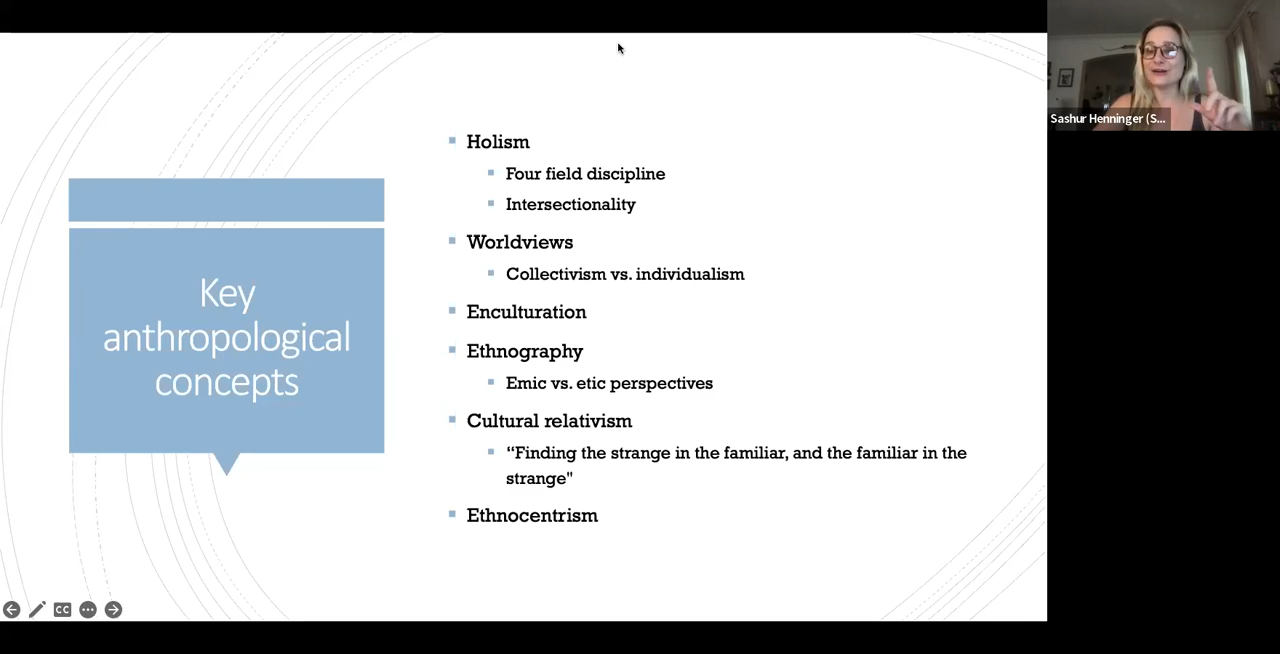 Key
anthropological
concepts
Holism
Four field discipline
Intersectionality
Worldviews
Collectivism vs. individualism
Enculturation
Ethnography
Emic vs. etic perspectives
Cultural relativism
“Finding the strange in the familiar, and the familiar in the
strange"
Ethnocentrism
Sashur Henninger (S...
CC